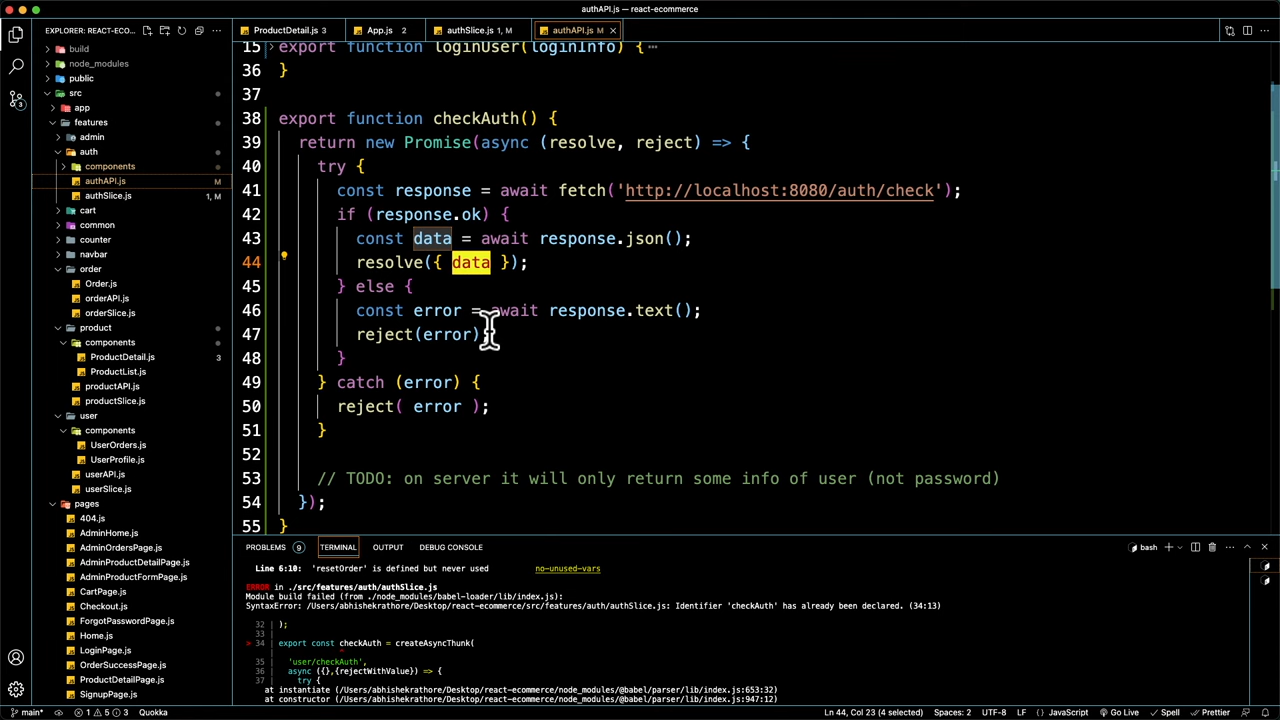 authAPI.js — react-ecommerce
EXPLORER: REACT-ECO...
ProductDetail.js 3
App.js 2
authSlice.js 1, M
authAPI.js M
build
node_modules
public
src
app
features
admin
auth
components
authAPI.js M
authSlice.js 1, M
cart
common
counter
navbar
order
Order.js
orderAPI.js
orderSlice.js
product
components
ProductDetail.js 3
ProductList.js
productAPI.js
productSlice.js
user
components
UserOrders.js
UserProfile.js
userAPI.js
userSlice.js
pages
404.js
AdminHome.js
AdminOrdersPage.js
AdminProductDetailPage.js
AdminProductFormPage.js
CartPage.js
Checkout.js
ForgotPasswordPage.js
Home.js
LoginPage.js
OrderSuccessPage.js
ProductDetailPage.js
SignupPage.js
15 export function loginUser(loginInfo) {
36 }
37
38 export function checkAuth() {
39 return new Promise(async (resolve, reject) => {
40 try {
41 const response = await fetch('http://localhost:8080/auth/check');
42 if (response.ok) {
43 const data = await response.json();
44 resolve({ data });
45 } else {
46 const error = await response.text();
47 reject(error);
48 }
49 } catch (error) {
50 reject( error );
51 }
52
53 // TODO: on server it will only return some info of user (not password)
54 });
55 }
PROBLEMS 9 TERMINAL OUTPUT DEBUG CONSOLE
bash
Line 6:10: 'resetOrder' is defined but never used no-unused-vars
ERROR in ./src/features/auth/authSlice.js
Module build failed (from ./node_modules/babel-loader/lib/index.js):
SyntaxError: /Users/abhishekrathore/Desktop/react-ecommerce/src/features/auth/authSlice.js: Identifier 'checkAuth' has already been declared. (34:13)
32 | );
33 |
> 34 | export const checkAuth = createAsyncThunk(
| ^
35 | 'user/checkAuth',
36 | async ({},{rejectWithValue}) => {
37 | try {
at instantiate (/Users/abhishekrathore/Desktop/react-ecommerce/node_modules/@babel/parser/lib/index.js:653:32)
at constructor (/Users/abhishekrathore/Desktop/react-ecommerce/node_modules/@babel/parser/lib/index.js:947:12)
3
main* 1 5 3 Quokka
Ln 44, Col 23 (4 selected) Spaces: 2 UTF-8 LF { } JavaScript Go Live Spell Prettier